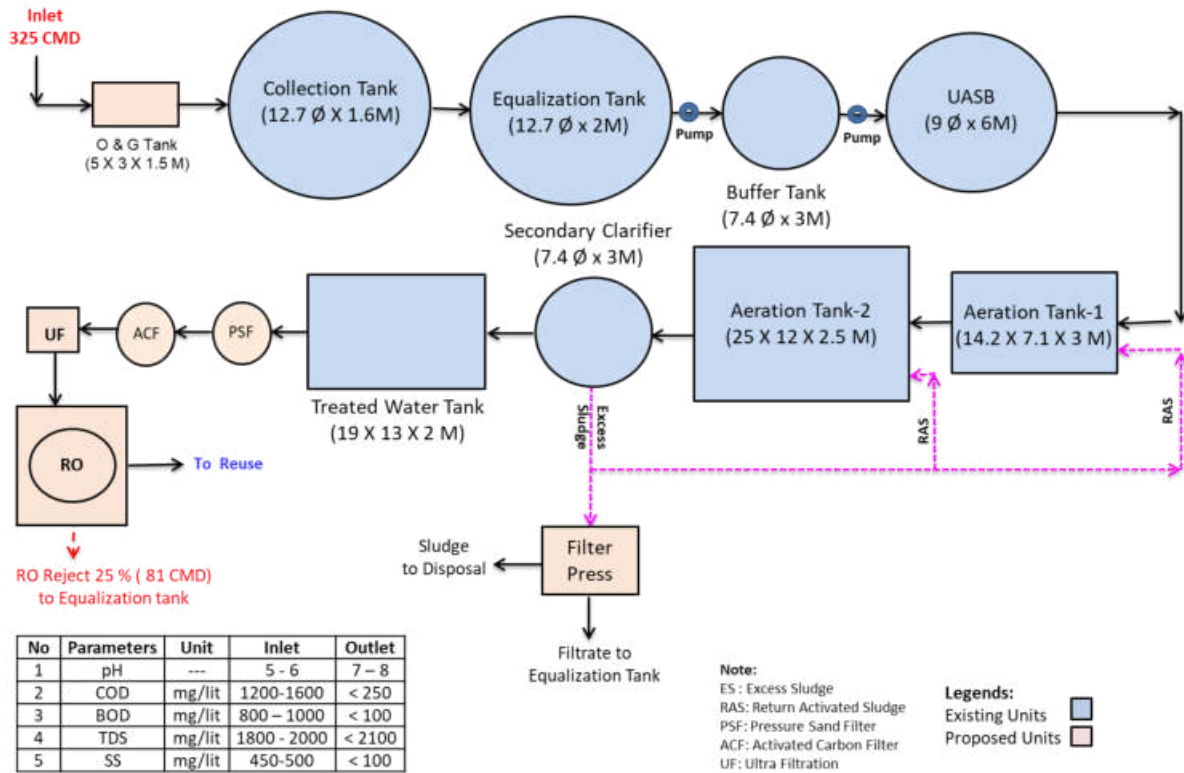 Inlet
325 CMD
O & G Tank
(5 X 3 X 1.5 M)
Collection Tank
(12.7 Ø X 1.6M)
Equalization Tank
(12.7 Ø x 2M)
Pump
Buffer Tank
(7.4 Ø x 3M)
Pump
UASB
(9 Ø x 6M)
Secondary Clarifier
(7.4 Ø x 3M)
Aeration Tank-2
(25 X 12 X 2.5 M)
Aeration Tank-1
(14.2 X 7.1 X 3 M)
UF
ACF
PSF
Treated Water Tank
(19 X 13 X 2 M)
Excess
Sludge
RAS
RAS
RO
To Reuse
RO Reject 25 % ( 81 CMD)
to Equalization tank
Sludge
to Disposal
Filter
Press
Filtrate to
Equalization Tank
No Parameters Unit Inlet Outlet
1 pH --- 5 - 6 7 – 8
2 COD mg/lit 1200-1600 < 250
3 BOD mg/lit 800 – 1000 < 100
4 TDS mg/lit 1800 - 2000 < 2100
5 SS mg/lit 450-500 < 100
Note:
ES : Excess Sludge
RAS: Return Activated Sludge
PSF: Pressure Sand Filter
ACF: Activated Carbon Filter
UF: Ultra Filtration
Legends:
Existing Units
Proposed Units